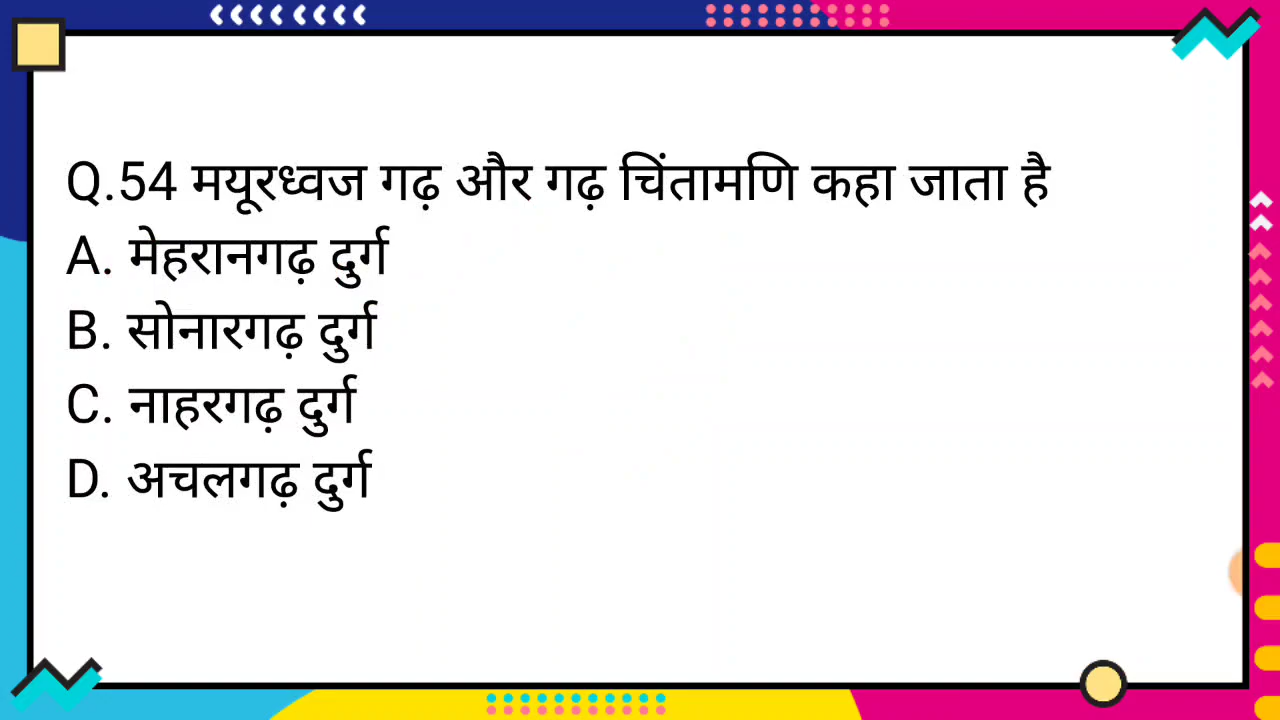 Q.54 मयूरध्वज गढ़ और गढ़ चिंतामणि कहा जाता है
A. मेहरानगढ़ दुर्ग
B. सोनारगढ़ दुर्ग
C. नाहरगढ़ दुर्ग
D. अचलगढ़ दुर्ग